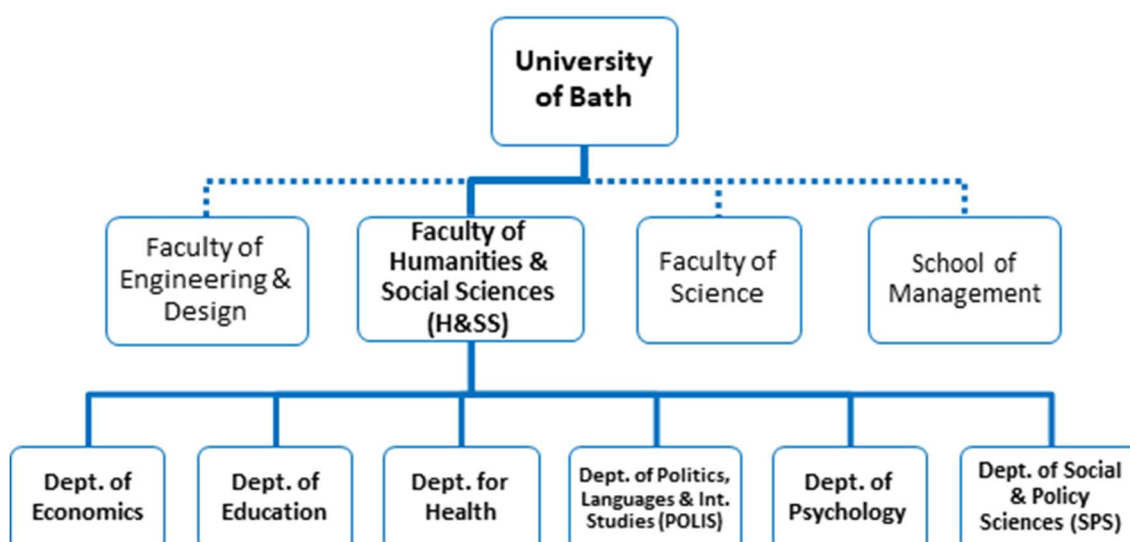 University
of Bath
Faculty of
Engineering &
Design
Faculty of
Humanities &
Social Sciences
(H&SS)
Faculty of
Science
School of
Management
Dept. of
Economics
Dept. of
Education
Dept. for
Health
Dept. of Politics,
Languages & Int.
Studies (POLIS)
Dept. of
Psychology
Dept. of Social
& Policy
Sciences (SPS)